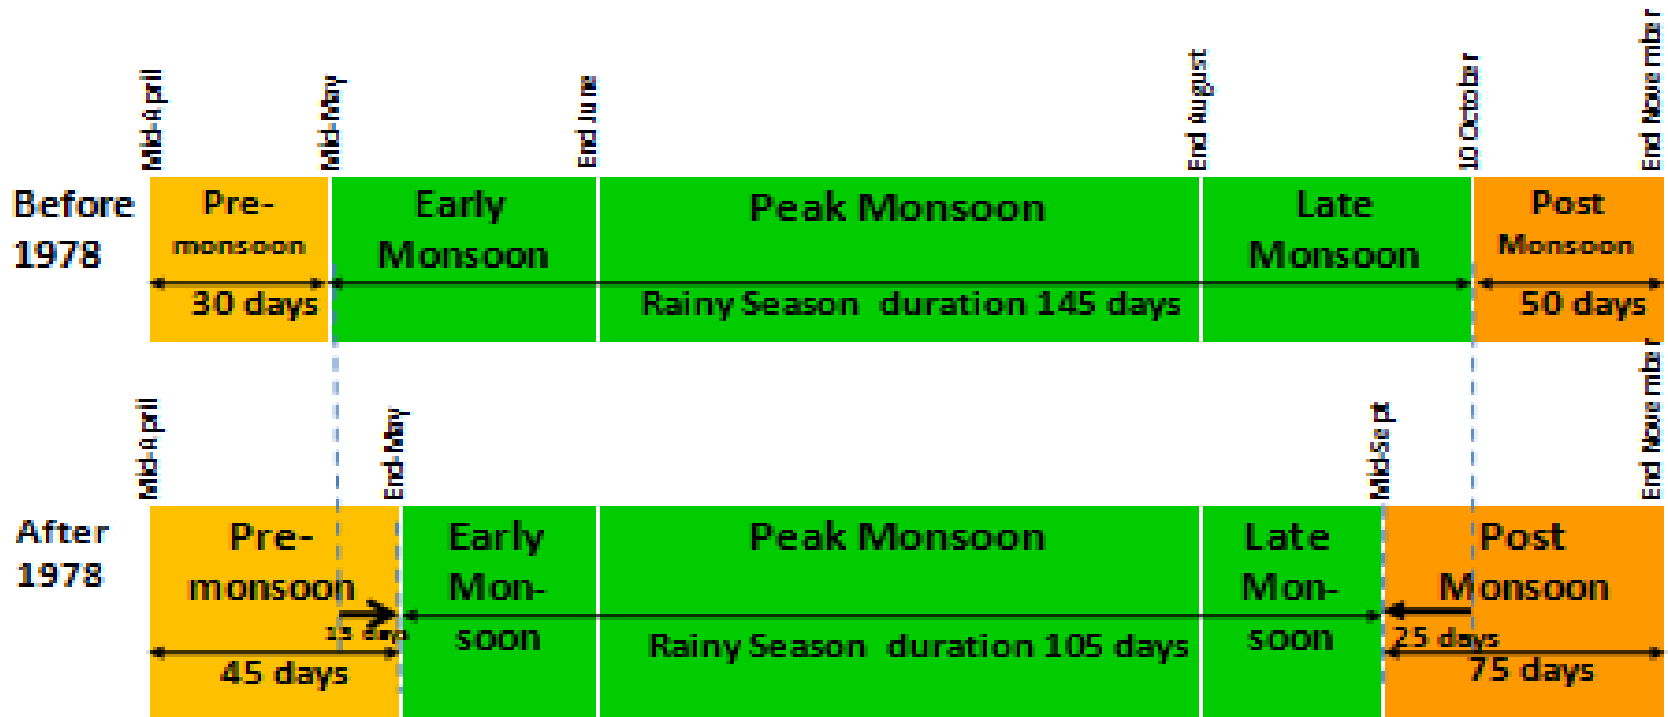 Mid-April
Mid-May
End June
End August
10 October
End November
Before
1978
Pre-
monsoon
Early
Monsoon
Peak Monsoon
Late
Monsoon
Post
Monsoon
30 days
Rainy Season duration 145 days
50 days
Mid-April
End-May
Mid-Sept
End November
After
1978
Pre-
monsoon
Early
Mon-
soon
Peak Monsoon
Late
Mon-
soon
Post
Monsoon
15 days
25 days
45 days
Rainy Season duration 105 days
75 days